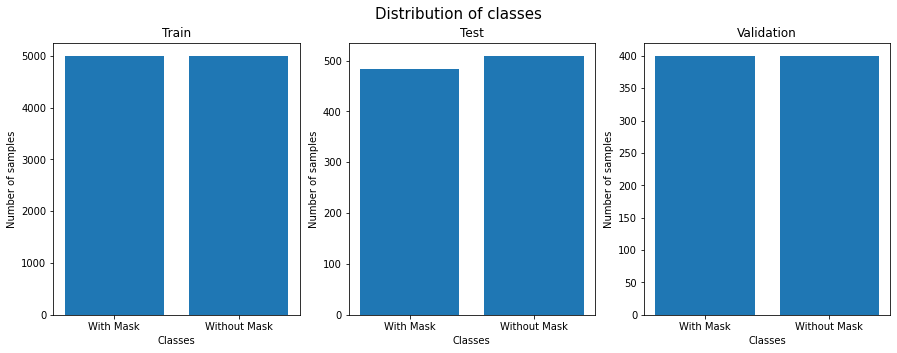 Distribution of classes
Train
Number of samples
5000
4000
3000
2000
1000
0
With Mask
Without Mask
Classes
Test
Number of samples
500
400
300
200
100
0
With Mask
Without Mask
Classes
Validation
Number of samples
400
350
300
250
200
150
100
50
0
With Mask
Without Mask
Classes